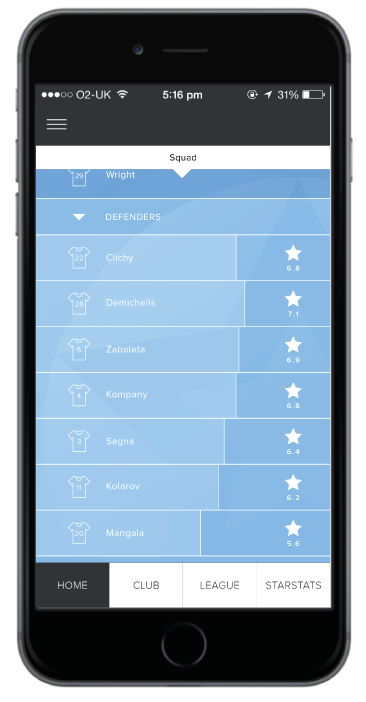 ●●●○○ O2-UK 5:16 pm 31%
Squad
29 Wright
DEFENDERS
22 Clichy 6.8
26 Demichelis 7.1
5 Zabaleta 6.9
4 Kompany 6.8
3 Sagna 6.4
11 Kolarov 6.2
20 Mangala 5.6
HOME CLUB LEAGUE STARSTATS